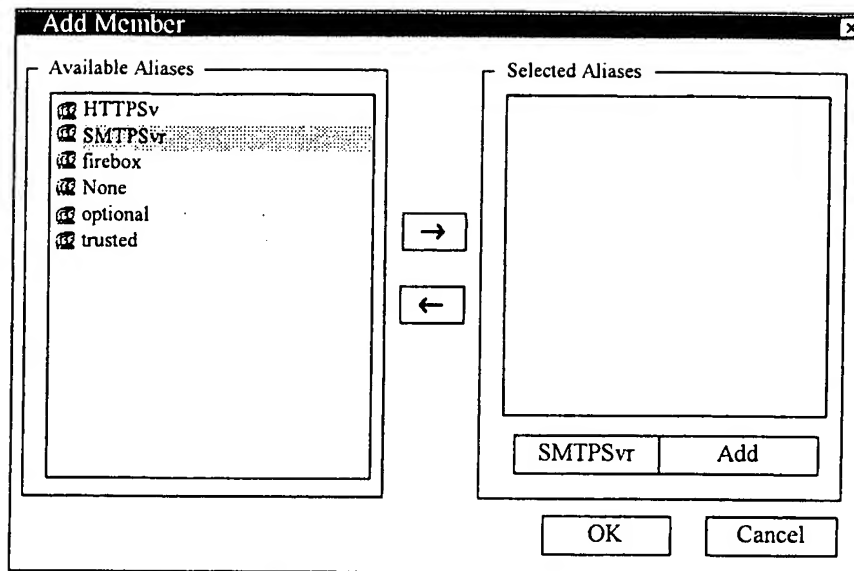 Add Member
Available Aliases
HTTPSv
SMTPSvr
firebox
None
optional
trusted
→
←
Selected Aliases
SMTPSvr Add
OK Cancel